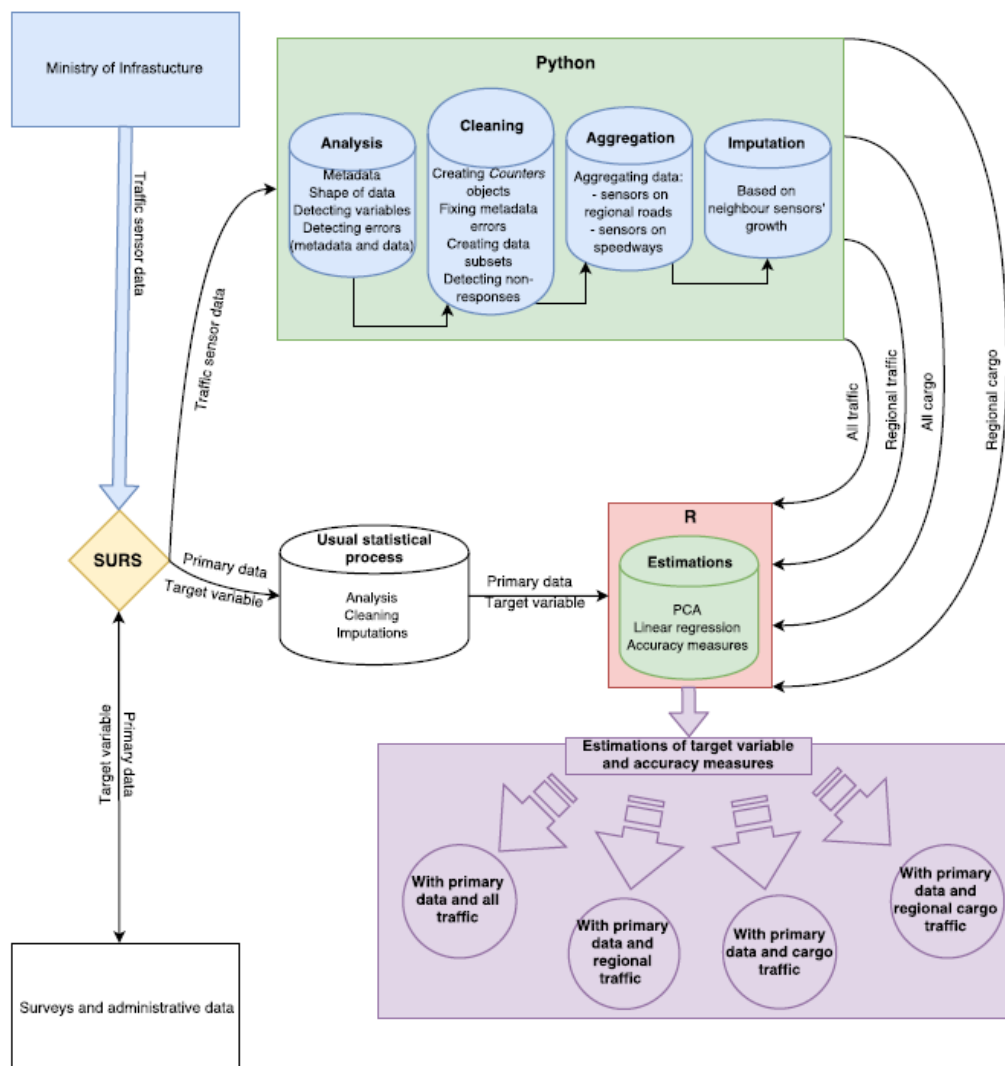 Ministry of Infrastucture
Traffic sensor data
Python
Analysis
Metadata
Shape of data
Detecting variables
Detecting errors
(metadata and data)
Cleaning
Creating Counters
objects
Fixing metadata
errors
Creating data
subsets
Detecting non-
responses
Aggregation
Aggregating data:
- sensors on
regional roads
- sensors on
speedways
Imputation
Based on
neighbour sensors'
growth
Traffic sensor data
All traffic
Regional traffic
All cargo
Regional cargo
SURS
Primary data
Target variable
Usual statistical
process
Analysis
Cleaning
Imputations
Primary data
Target variable
R
Estimations
PCA
Linear regression
Accuracy measures
Target variable
Primary data
Surveys and administrative data
Estimations of target variable
and accuracy measures
With primary
data and all
traffic
With primary
data and
regional
traffic
With primary
data and cargo
traffic
With primary
data and
regional cargo
traffic